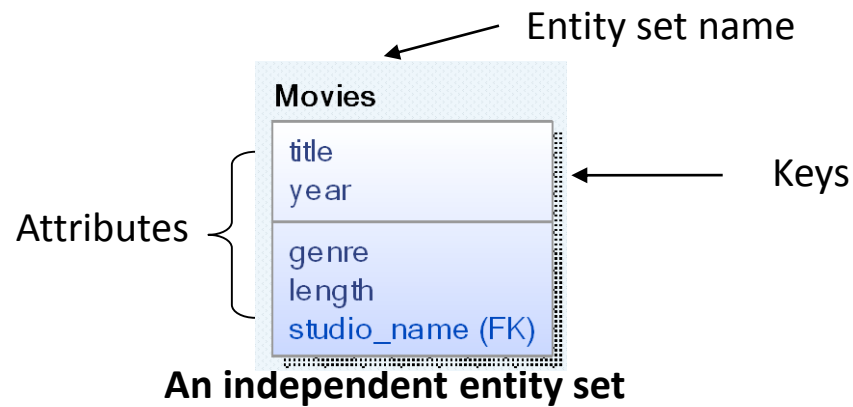 Entity set name
Movies
title
year
Keys
Attributes
genre
length
studio_name (FK)
An independent entity set